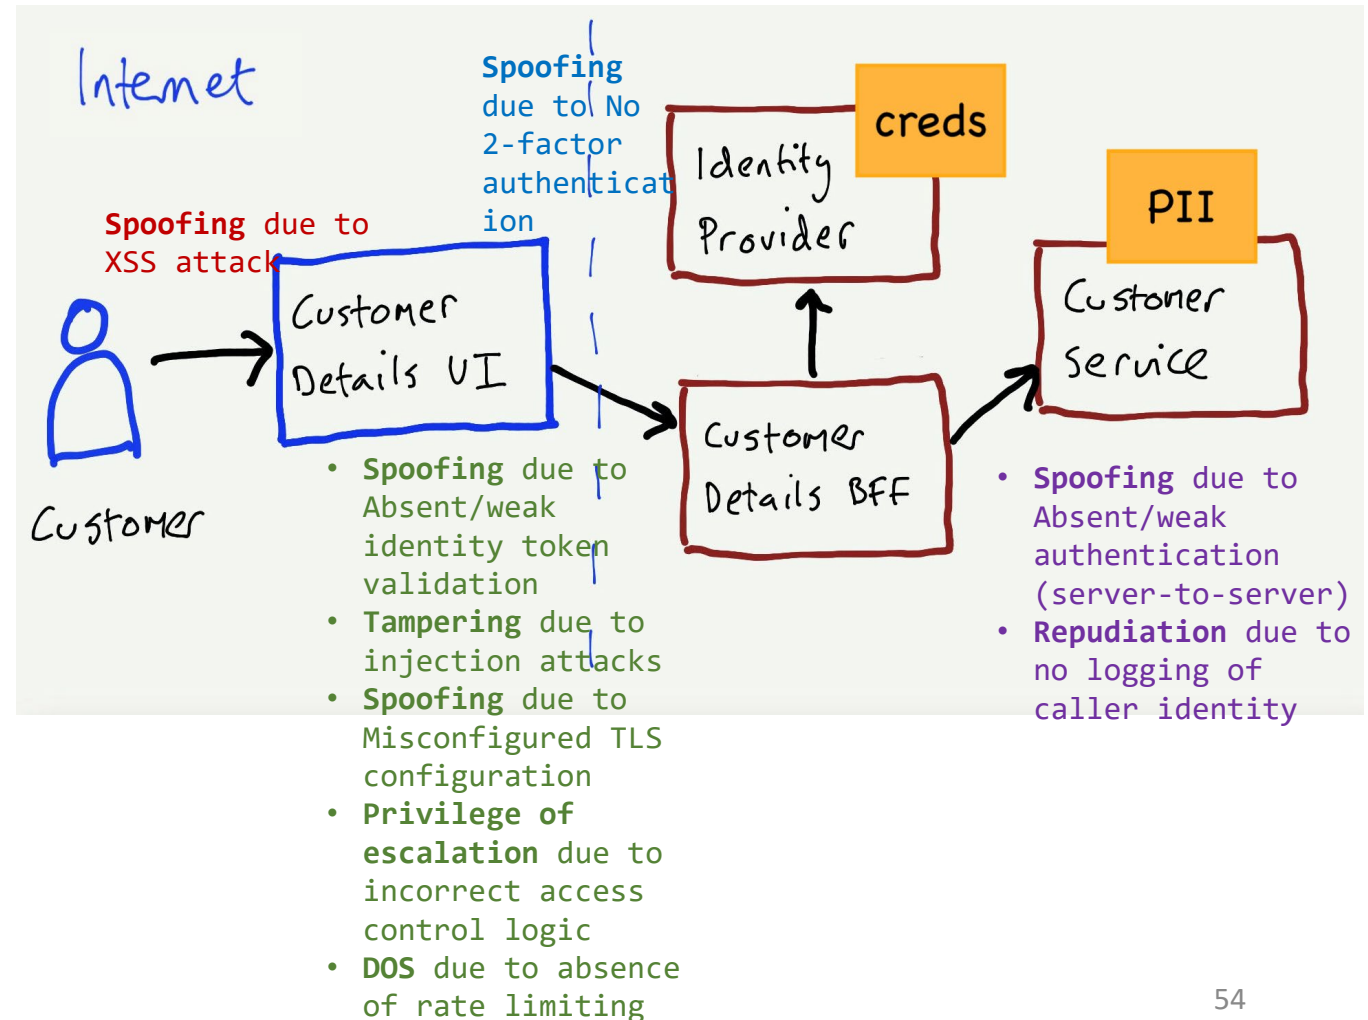 Internet
Spoofing
due to No
2-factor
authenticat
ion
creds
Identity
Provider
PII
Spoofing due to
XSS attack
Customer
Details UI
Customer
Service
Customer
Customer
Details BFF
• Spoofing due to
Absent/weak
identity token
validation
• Tampering due to
injection attacks
• Spoofing due to
Misconfigured TLS
configuration
• Privilege of
escalation due to
incorrect access
control logic
• DOS due to absence
of rate limiting
• Spoofing due to
Absent/weak
authentication
(server-to-server)
• Repudiation due to
no logging of
caller identity
54